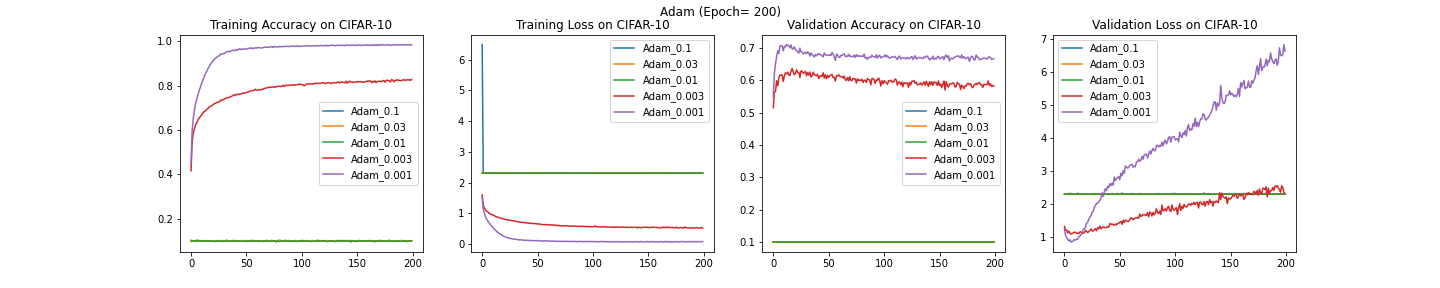 Adam (Epoch= 200)
Training Accuracy on CIFAR-10
1.0
0.8
0.6
0.4
0.2
0
50
100
150
200
Adam_0.1
Adam_0.03
Adam_0.01
Adam_0.003
Adam_0.001
Training Loss on CIFAR-10
6
5
4
3
2
1
0
0
50
100
150
200
Adam_0.1
Adam_0.03
Adam_0.01
Adam_0.003
Adam_0.001
Validation Accuracy on CIFAR-10
0.7
0.6
0.5
0.4
0.3
0.2
0.1
0
50
100
150
200
Adam_0.1
Adam_0.03
Adam_0.01
Adam_0.003
Adam_0.001
Validation Loss on CIFAR-10
7
6
5
4
3
2
1
0
50
100
150
200
Adam_0.1
Adam_0.03
Adam_0.01
Adam_0.003
Adam_0.001